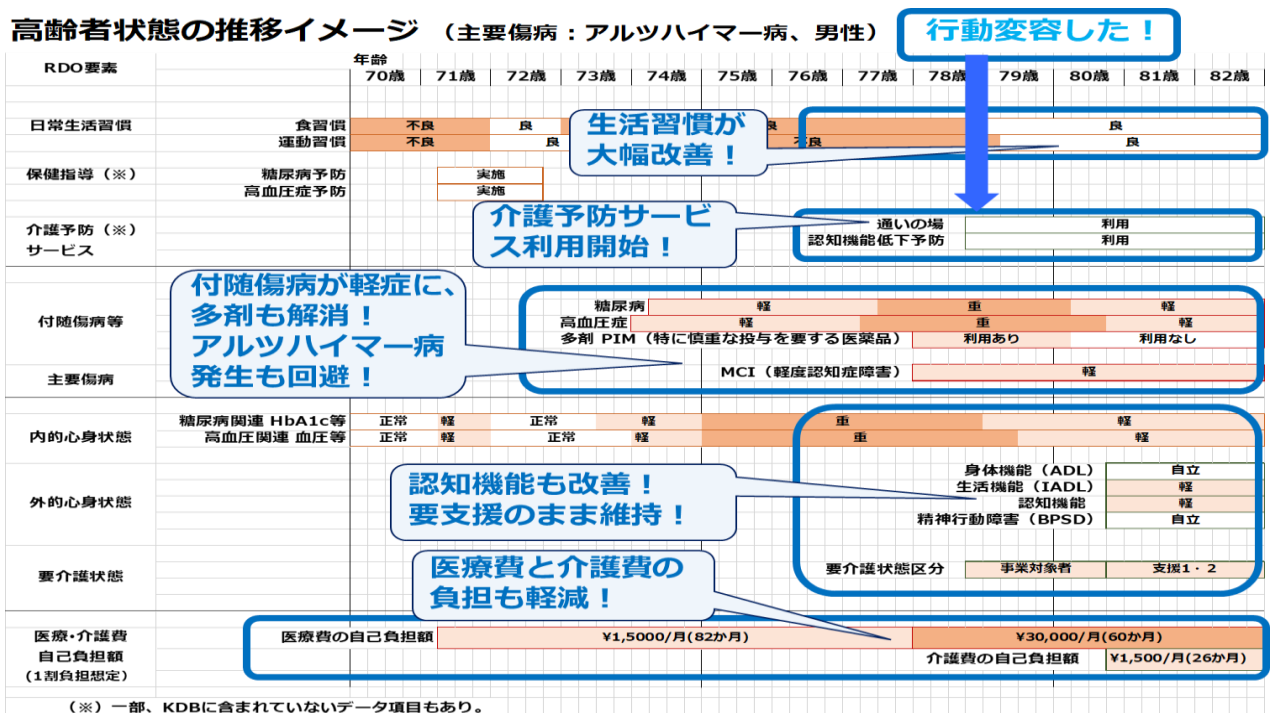 高齢者状態の推移イメージ （主要傷病：アルツハイマー病、男性）
行動変容した！
RDO要素
年齢
70歳 71歳 72歳 73歳 74歳 75歳 76歳 77歳 78歳 79歳 80歳 81歳 82歳
日常生活習慣
食習慣 不良 良 良
運動習慣 不良 良 不良 良
生活習慣が
大幅改善！
保健指導（※）
糖尿病予防 実施
高血圧症予防 実施
介護予防（※）
サービス
介護予防サービ
ス利用開始！
通いの場 利用
認知機能低下予防 利用
付随傷病が軽症に、
多剤も解消！
アルツハイマー病
発生も回避！
付随傷病等
糖尿病 軽 重 軽
高血圧症 軽 重 軽
多剤 PIM（特に慎重な投与を要する医薬品） 利用あり 利用なし
主要傷病
MCI（軽度認知症障害） 軽
内的心身状態
糖尿病関連 HbA1c等 正常 軽 正常 軽 重 軽
高血圧関連 血圧等 正常 軽 正常 軽 重 軽
認知機能も改善！
要支援のまま維持！
外的心身状態
身体機能（ADL） 自立
生活機能（IADL） 軽
認知機能 軽
精神行動障害（BPSD） 自立
要介護状態
要介護状態区分 事業対象者 支援1・2
医療費と介護費の
負担も軽減！
医療・介護費
自己負担額
（1割負担想定）
医療費の自己負担額 ¥1,5000/月(82か月) ¥30,000/月(60か月)
介護費の自己負担額 ¥1,500/月(26か月)
（※）一部、KDBに含まれていないデータ項目もあり。